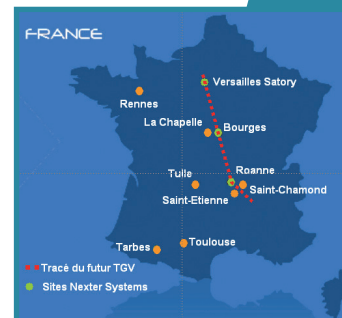 FRANCE
Versailles Satory
Rennes
La Chapelle
Bourges
Roanne
Tulle
Saint-Chamond
Saint-Etienne
Toulouse
Tarbes
Tracé du futur TGV
Sites Nexter Systems